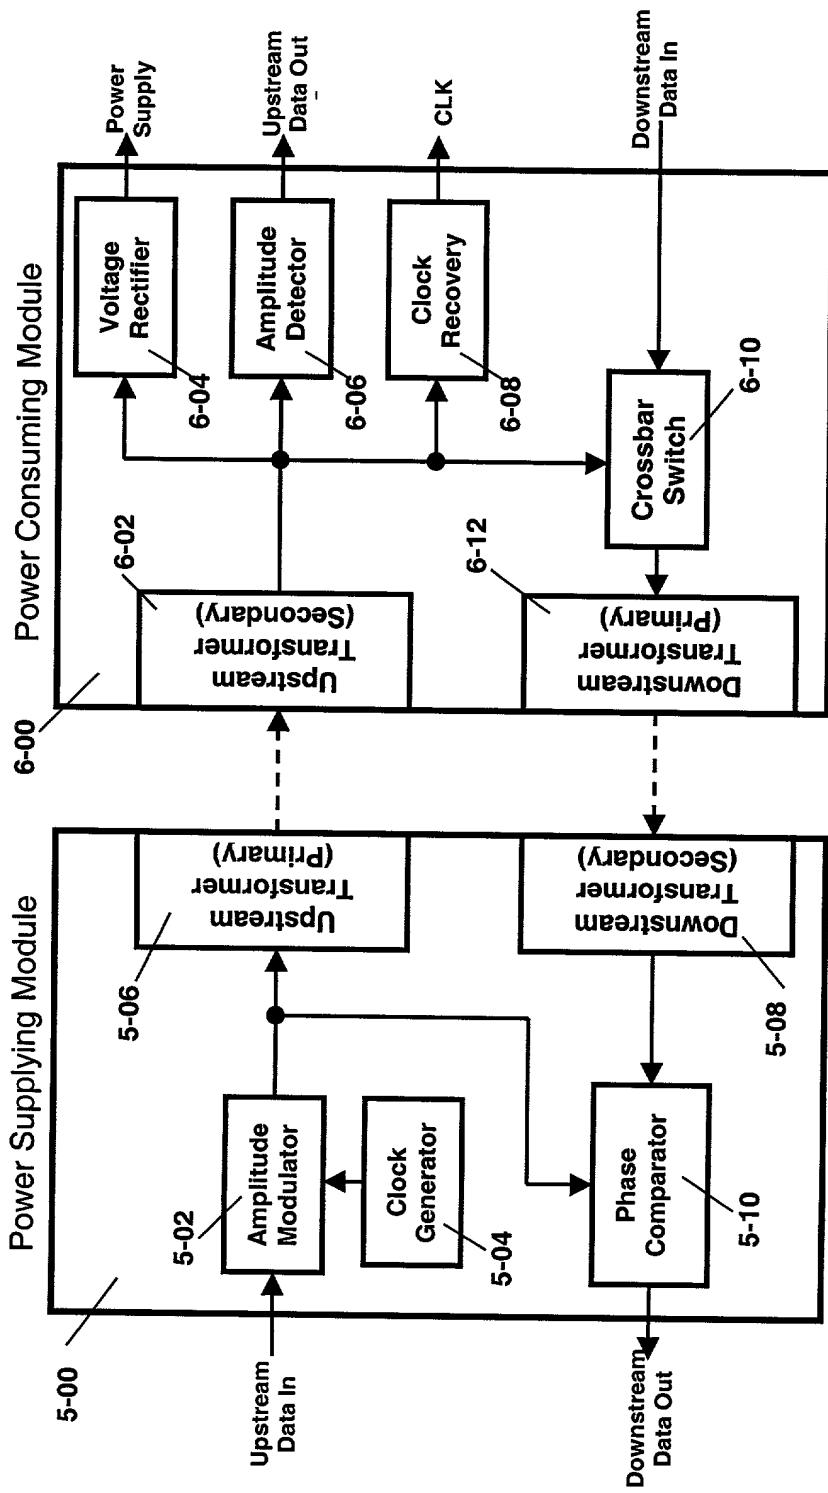 Power Supplying Module
Power Consuming Module
5-00
5-02
Amplitude
Modulator
Clock
Generator
5-04
5-06
Upstream
Transformer
(Primary)
Downstream
Transformer
(Secondary)
5-08
Phase
Comparator
5-10
Upstream
Data In
Downstream
Data Out
6-00
6-02
Upstream
Transformer
(Secondary)
6-12
Downstream
Transformer
(Primary)
Voltage
Rectifier
6-04
Amplitude
Detector
6-06
Clock
Recovery
6-08
Crossbar
Switch
6-10
Power
Supply
Upstream
Data Out
CLK
Downstream
Data In